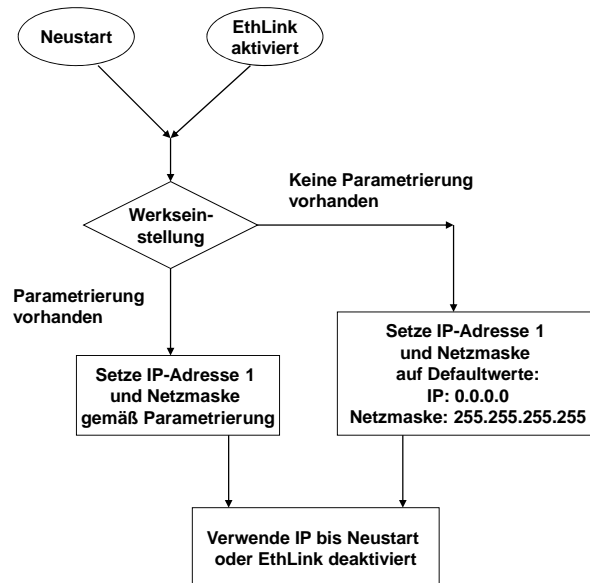 Neustart
EthLink
aktiviert
Keine Parametrierung
vorhanden
Werksein-
stellung
Parametrierung
vorhanden
Setze IP-Adresse 1
und Netzmaske
gemäß Parametrierung
Setze IP-Adresse 1
und Netzmaske
auf Defaultwerte:
IP: 0.0.0.0
Netzmaske: 255.255.255.255
Verwende IP bis Neustart
oder EthLink deaktiviert